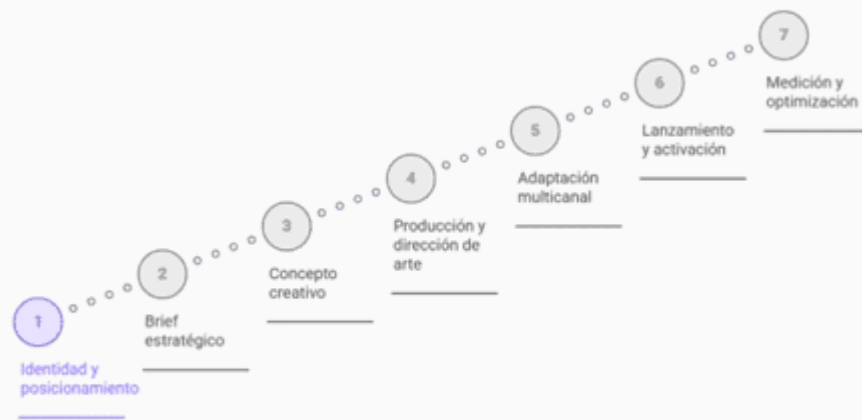 1
Identidad y
posicionamiento
2
Brief
estratégico
3
Concepto
creativo
4
Producción y
dirección de
arte
5
Adaptación
multicanal
6
Lanzamiento
y activación
7
Medición y
optimización